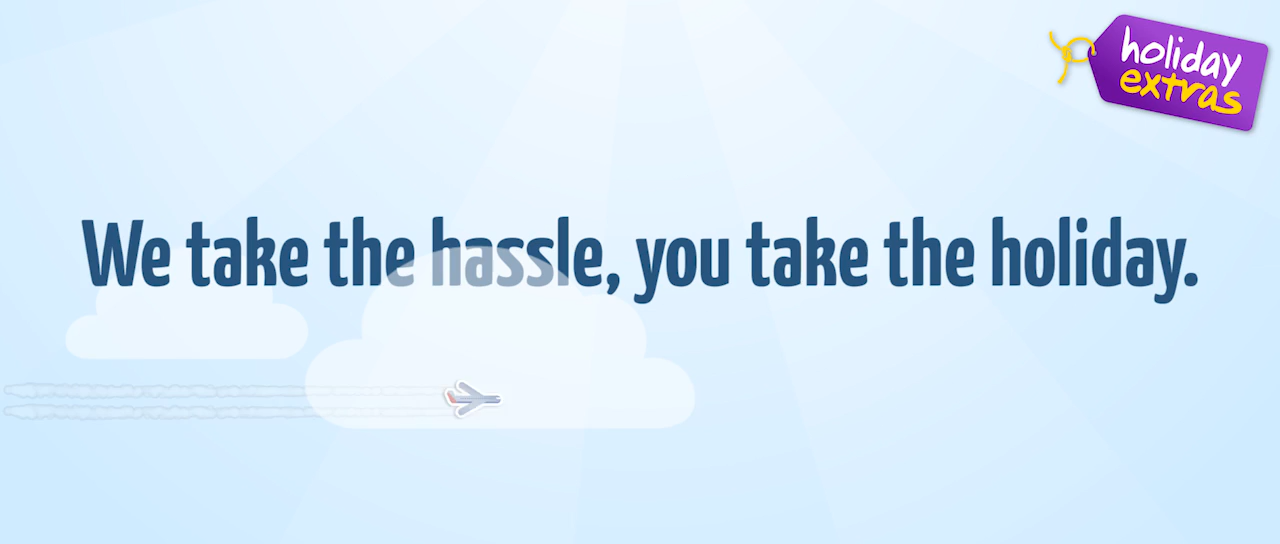 holiday
extras
We take the hassle, you take the holiday.